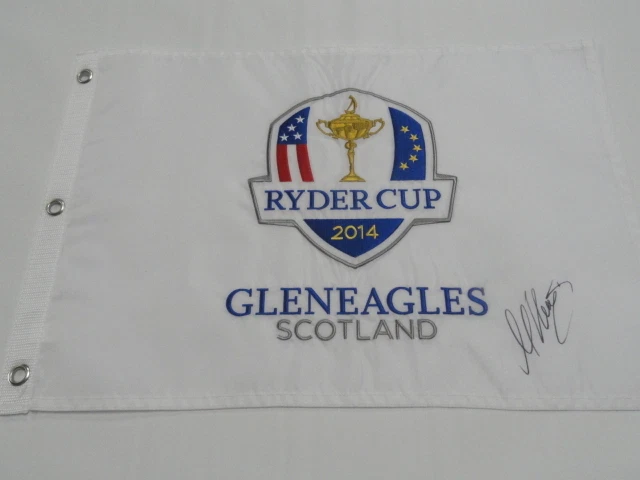 RYDER CUP
2014
GLENEAGLES
SCOTLAND